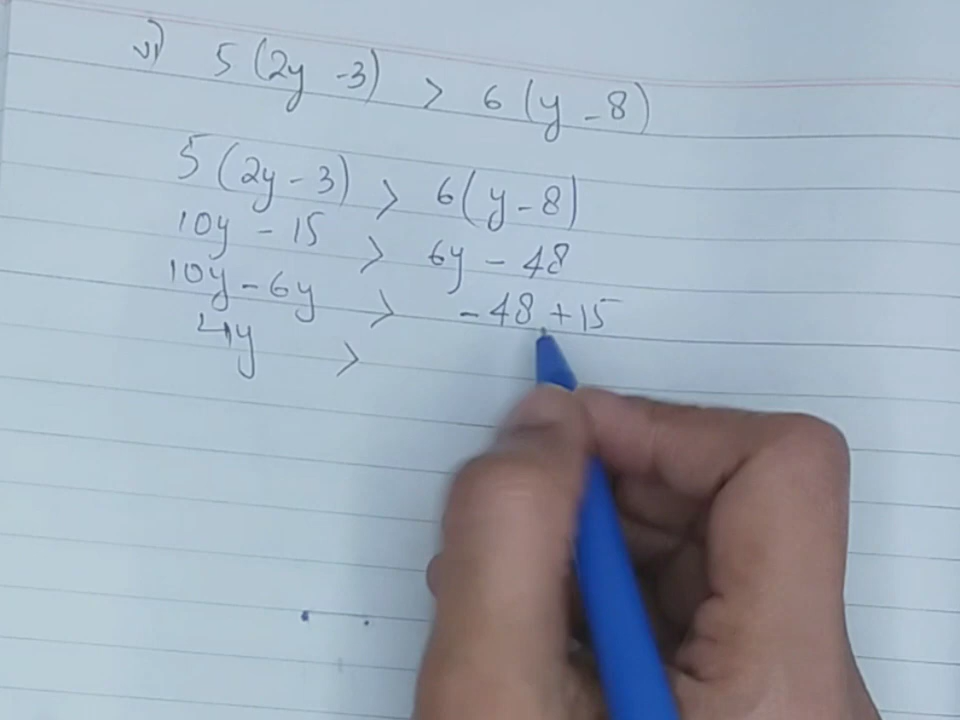 vi) 5(2y - 3) > 6(y - 8)
5(2y - 3) > 6(y - 8)
10y - 15 > 6y - 48
10y - 6y > - 48 + 15
4y >